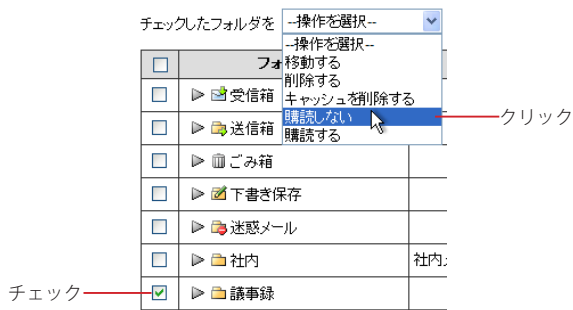 チェックしたフォルダを --操作を選択--
--操作を選択--
移動する
削除する
キャッシュを削除する
購読しない
購読する
クリック
フォ
受信箱
送信箱
ごみ箱
下書き保存
迷惑メール
社内 社内
議事録
チェック